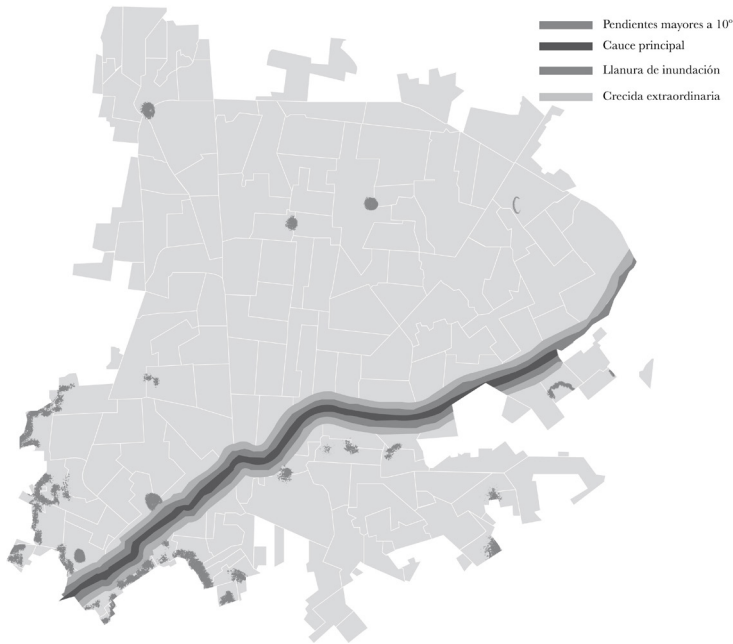 Pendientes mayores a 10º
Cauce principal
Llanura de inundación
Crecida extraordinaria